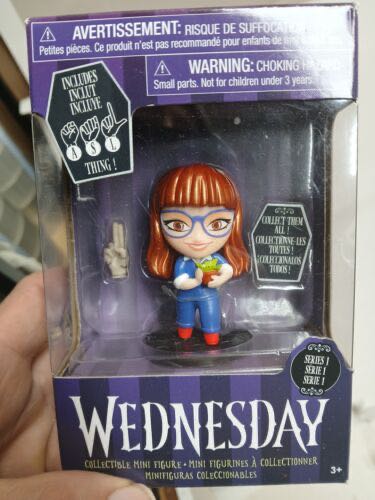 AVERTISSEMENT: RISQUE DE SUFFOCATION
Petites pièces. Ce produit n'est pas recommandé pour enfants de
WARNING: CHOKING HAZARD
Small parts. Not for children under 3 years.
INCLUDES
INCLUT
INCLUYE
A S L
THING!
COLLECT THEM
ALL!
COLLECTIONNE-LES
TOUTES!
¡COLECCIONALOS
TODOS!
SERIES 1
SÉRIE 1
SERIE 1
WEDNESDAY
COLLECTIBLE MINI FIGURE • MINI FIGURINES À COLLECTIONNER
MINIFIGURAS COLECCIONABLES
3+